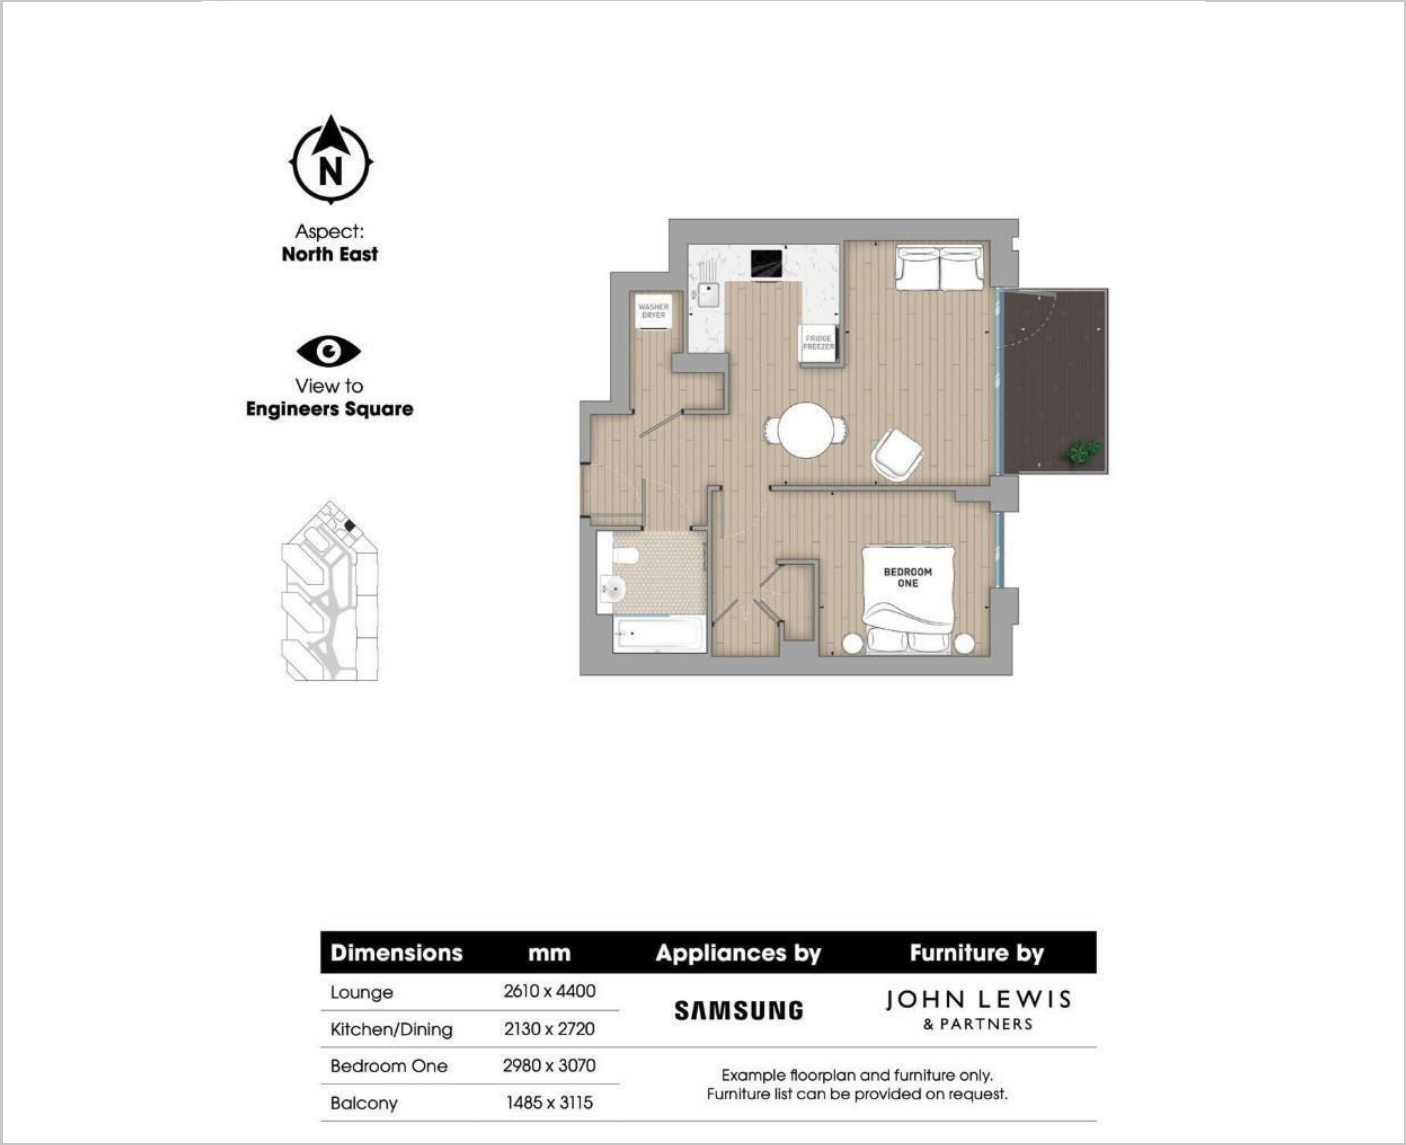 N
Aspect:
North East
View to
Engineers Square
WASHER
DRYER
FRIDGE
FREEZER
BEDROOM
ONE
Dimensions mm Appliances by Furniture by
Lounge 2610 x 4400
Kitchen/Dining 2130 x 2720
Bedroom One 2980 x 3070
Balcony 1485 x 3115
SAMSUNG
JOHN LEWIS
& PARTNERS
Example floorplan and furniture only.
Furniture list can be provided on request.